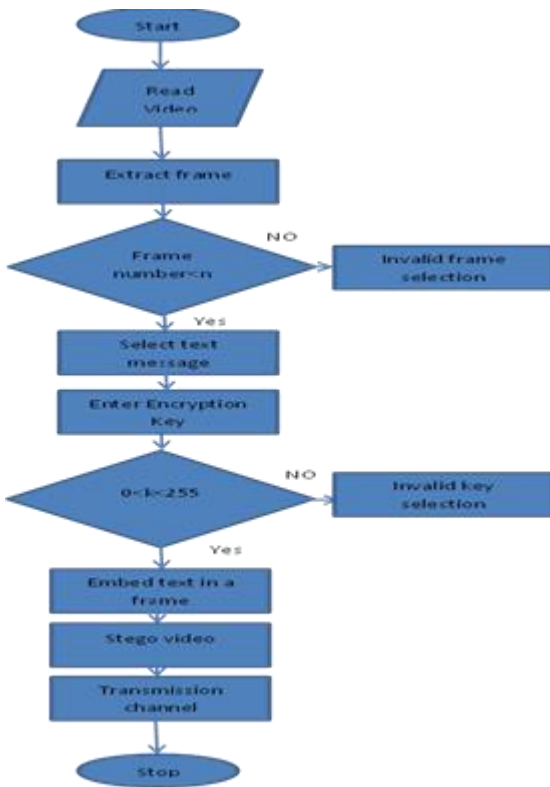 Start
Read
Video
Extract frame
NO
Frame
number<n
Invalid frame
selection
Yes
Select text
message
Enter Encryption
Key
NO
0<k<255
Invalid key
selection
Yes
Embed text in a
frame
Stego video
Transmission
channel
Stop